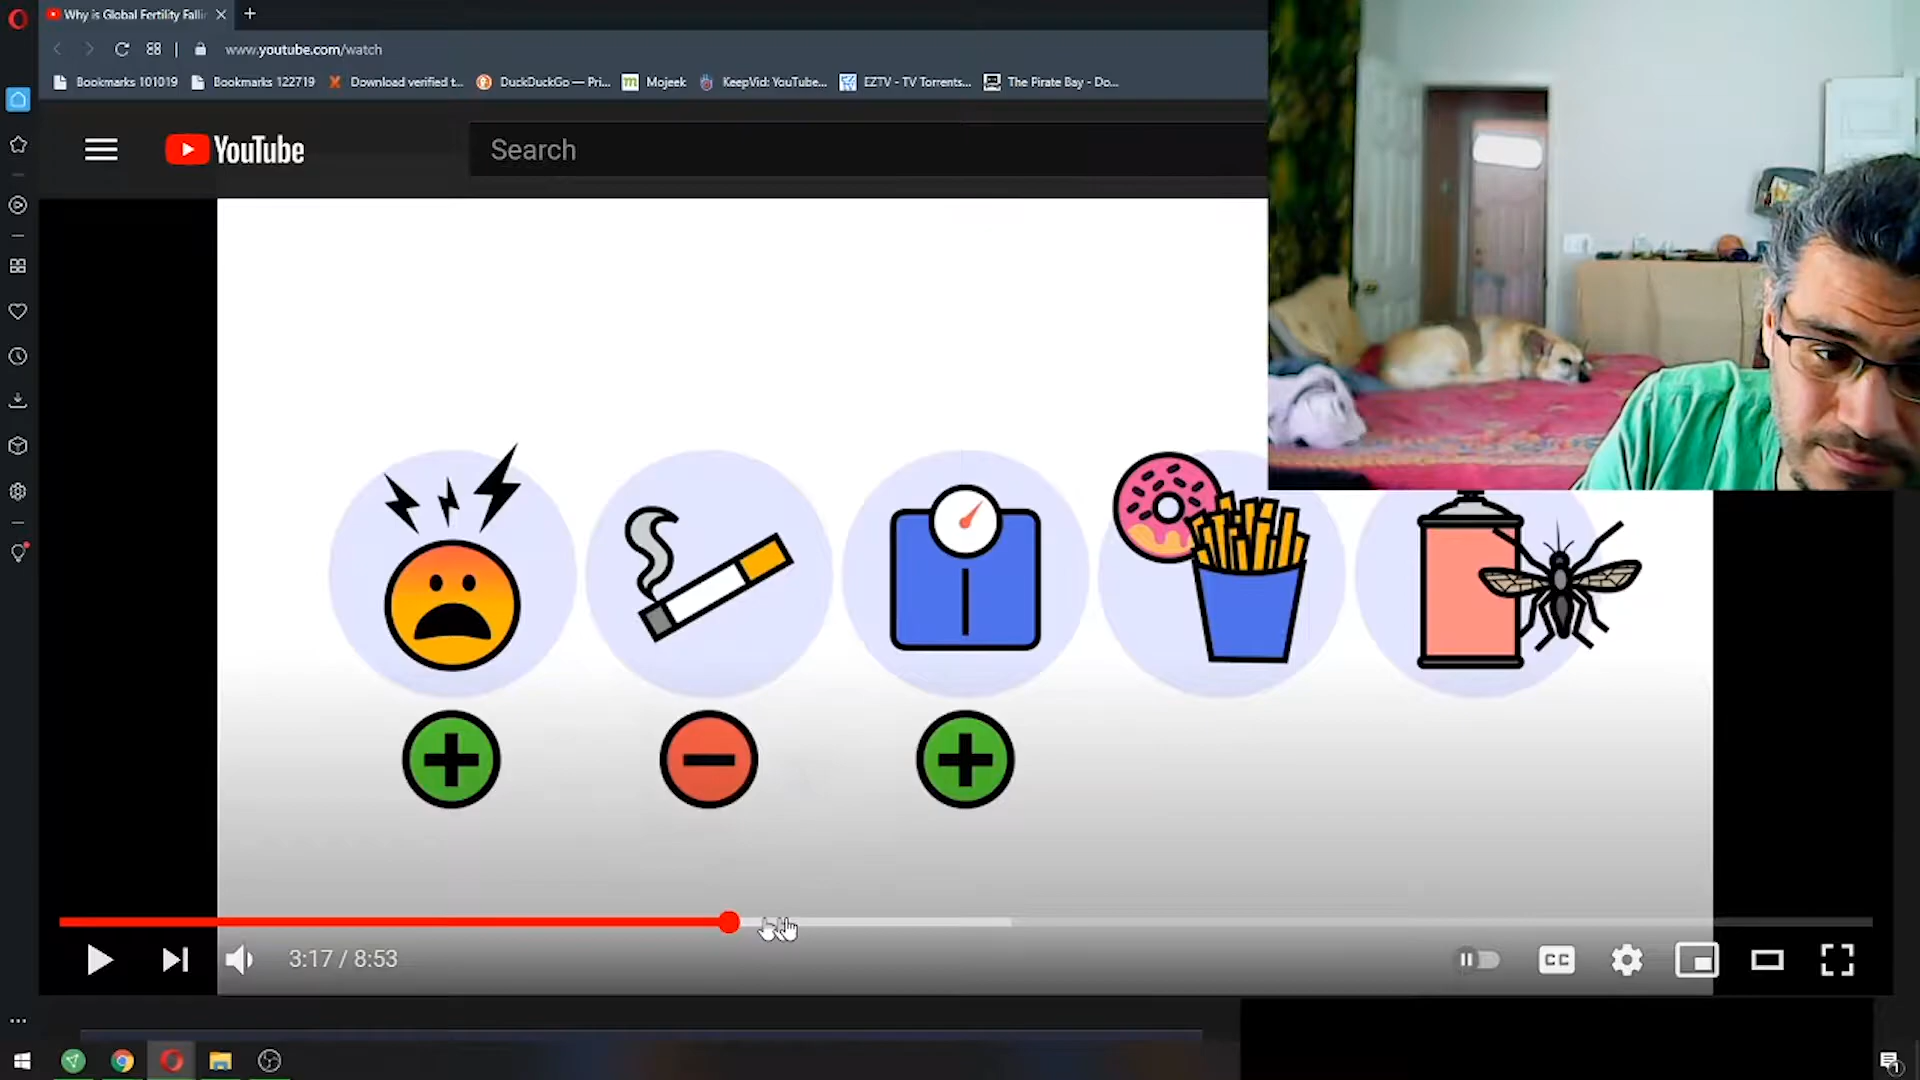 Why is Global Fertility Falli
www.youtube.com/watch
Bookmarks 101019 Bookmarks 122719 Download verified t... DuckDuckGo — Pri... Mojeek KeepVid: YouTube... EZTV - TV Torrents... The Pirate Bay - Do...
YouTube
Search
3:17 / 8:53
CC
1